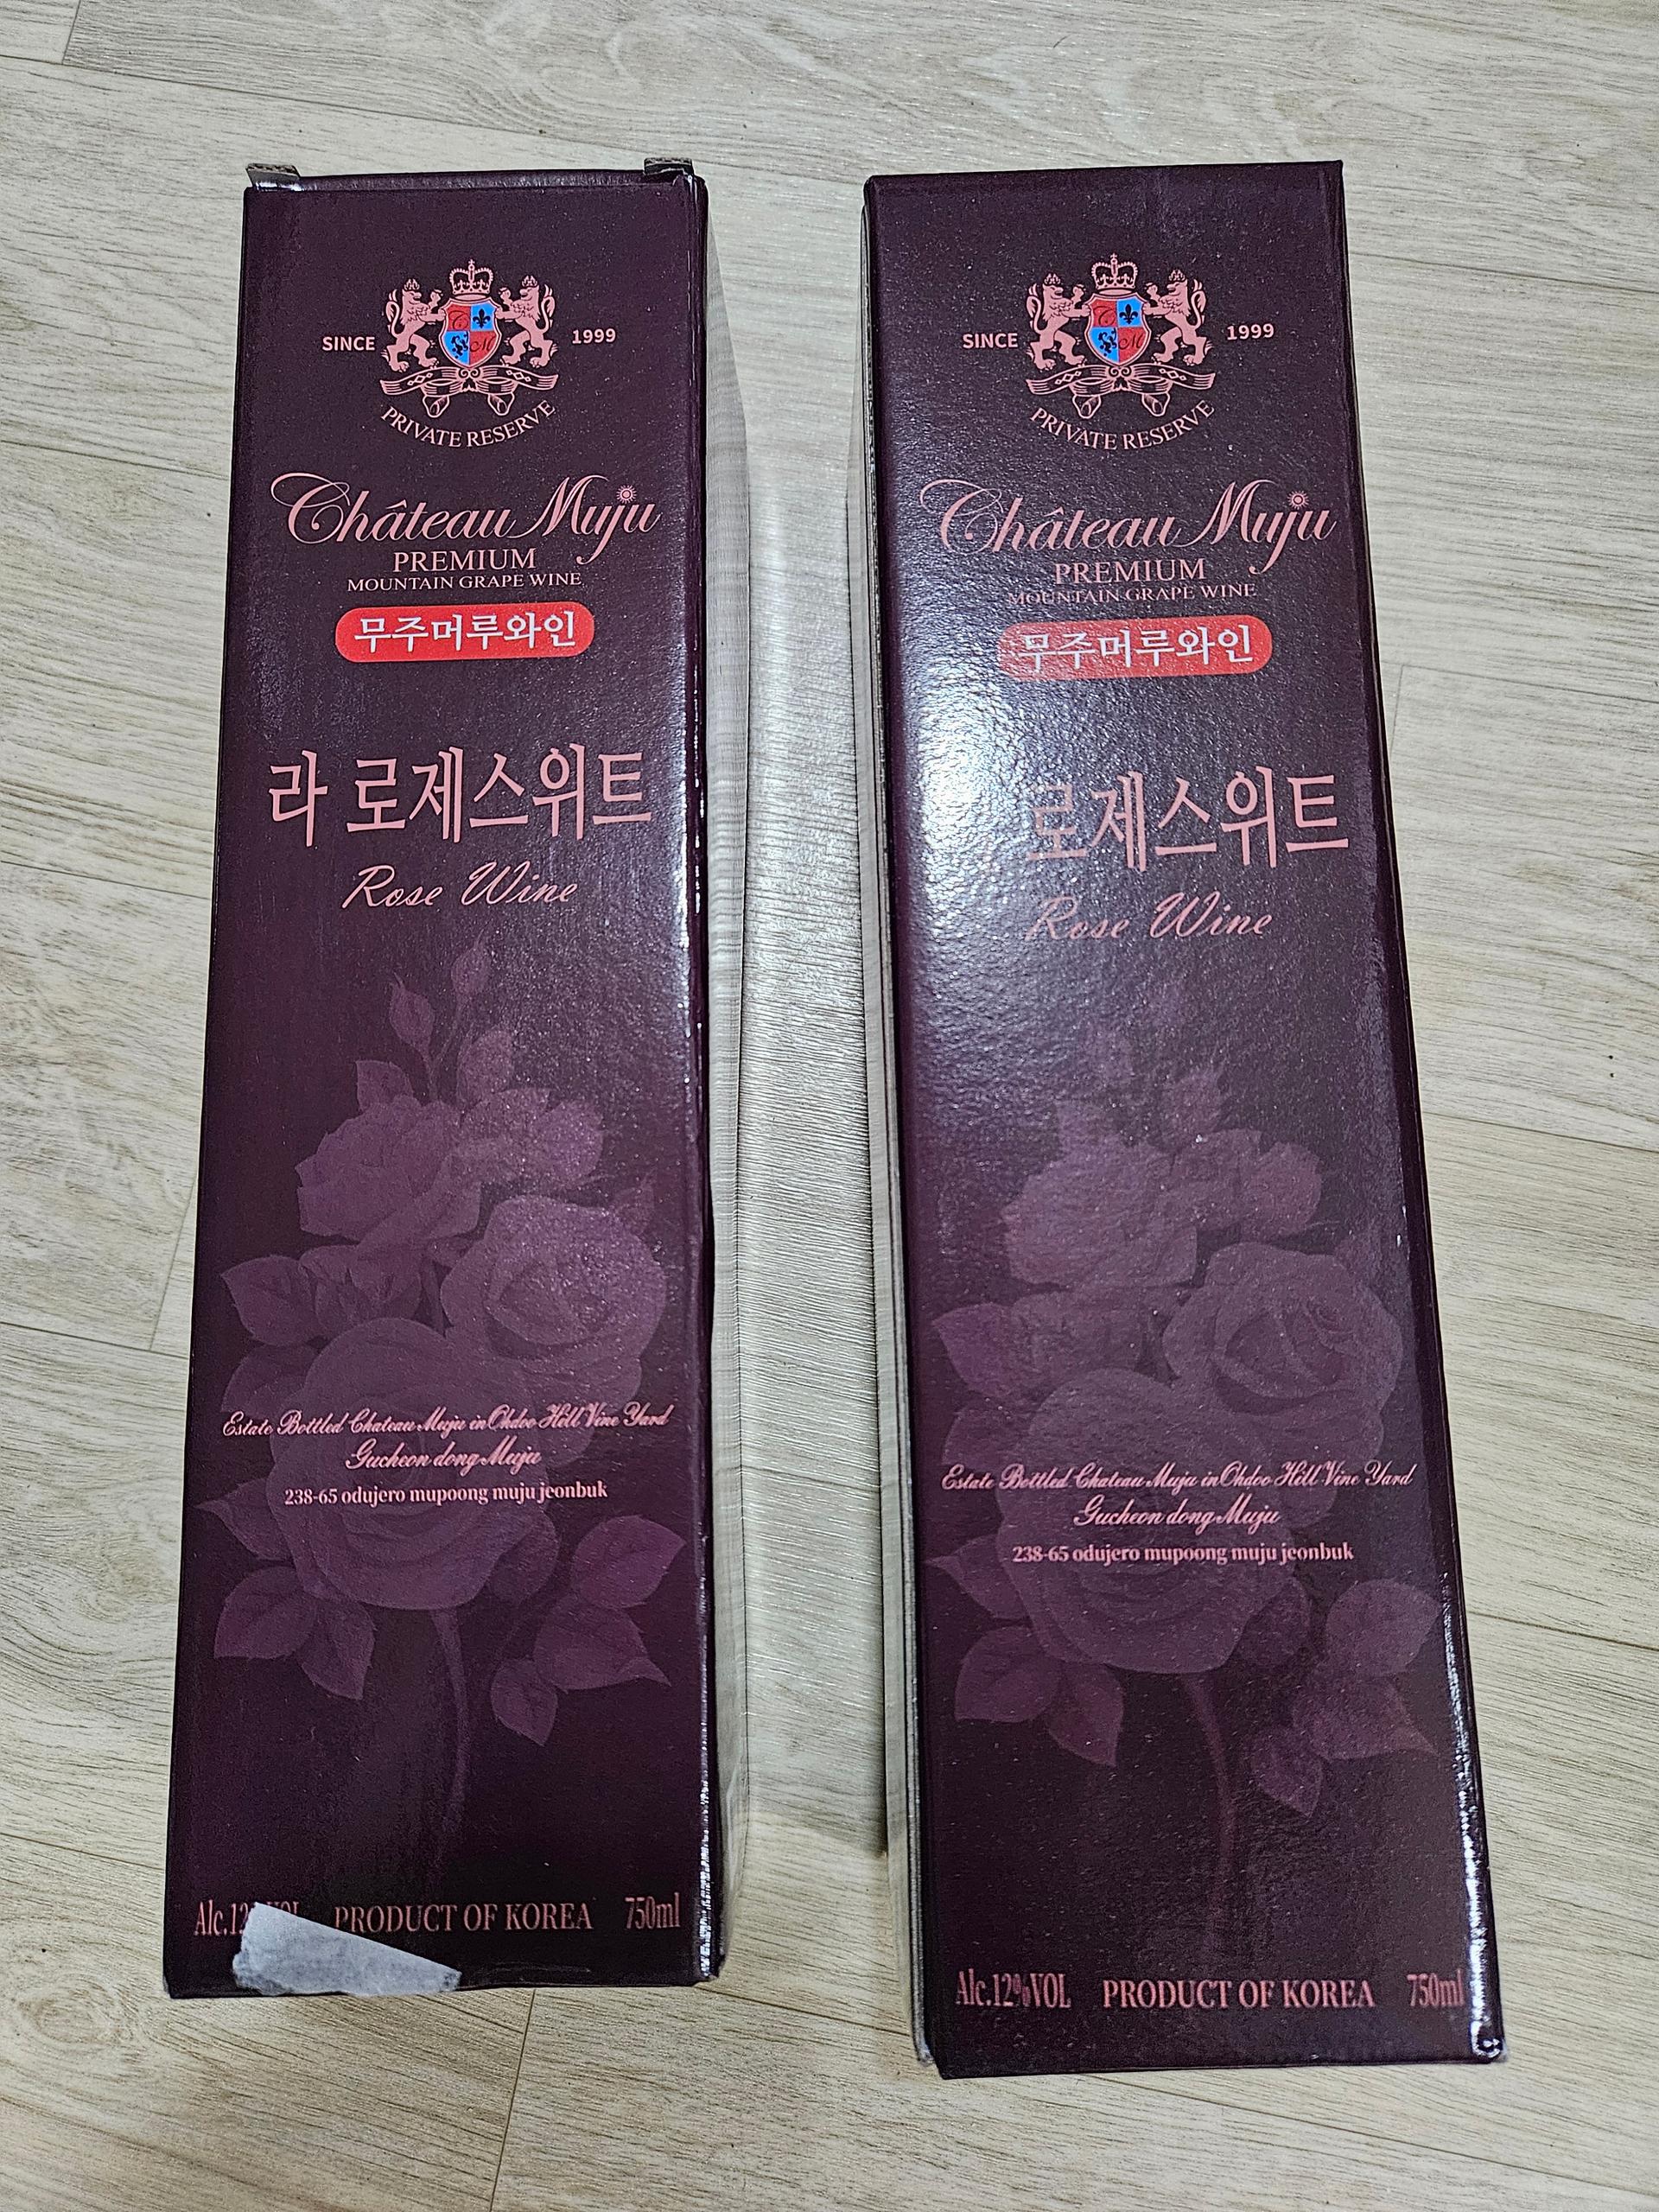 SINCE 1999
PRIVATE RESERVE
Château Muju
PREMIUM
MOUNTAIN GRAPE WINE
무주머루와인
라 로제스위트
Rose Wine
Estate Bottled Chateau Muju in Ohdoo Hill Vine Yard
Gucheon dong Muju
238-65 odujero mupoong muju jeonbuk
PRODUCT OF KOREA 750ml
SINCE 1999
PRIVATE RESERVE
Château Muju
PREMIUM
MOUNTAIN GRAPE WINE
무주머루와인
로제스위트
Rose Wine
Estate Bottled Chateau Muju in Ohdoo Hill Vine Yard
Gucheon dong Muju
238-65 odujero mupoong muju jeonbuk
Alc.12%VOL PRODUCT OF KOREA 750ml